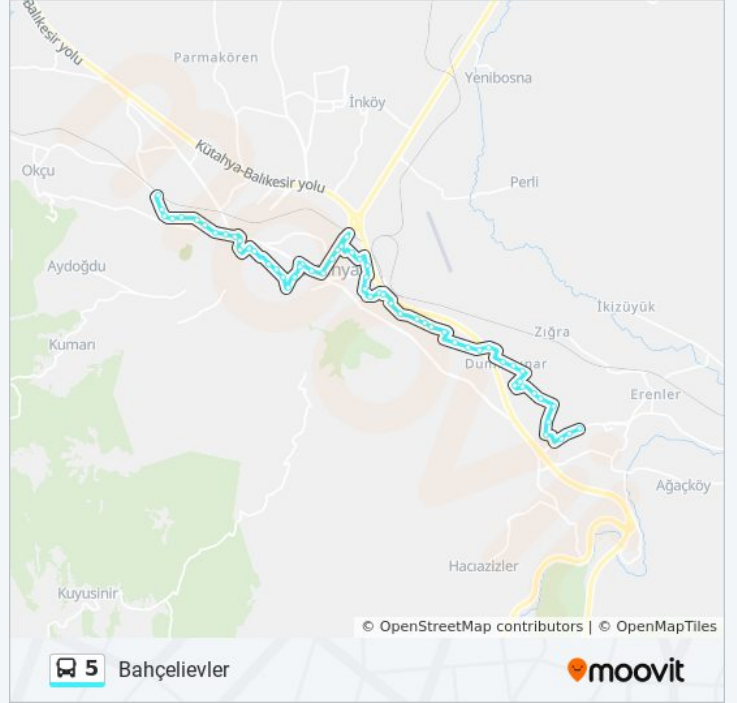 Balıkesir yolu
Parmakören
Yenibosna
İnköy
Kütahya-Balıkesir yolu
Okçu
Perli
Aydoğdu
İkizüyük
Zığra
Kumarı
Erenler
Ağaçköy
Hacıazizler
Kuyusinir
© OpenStreetMap contributors | © OpenMapTiles
5 Bahçelievler
moovit